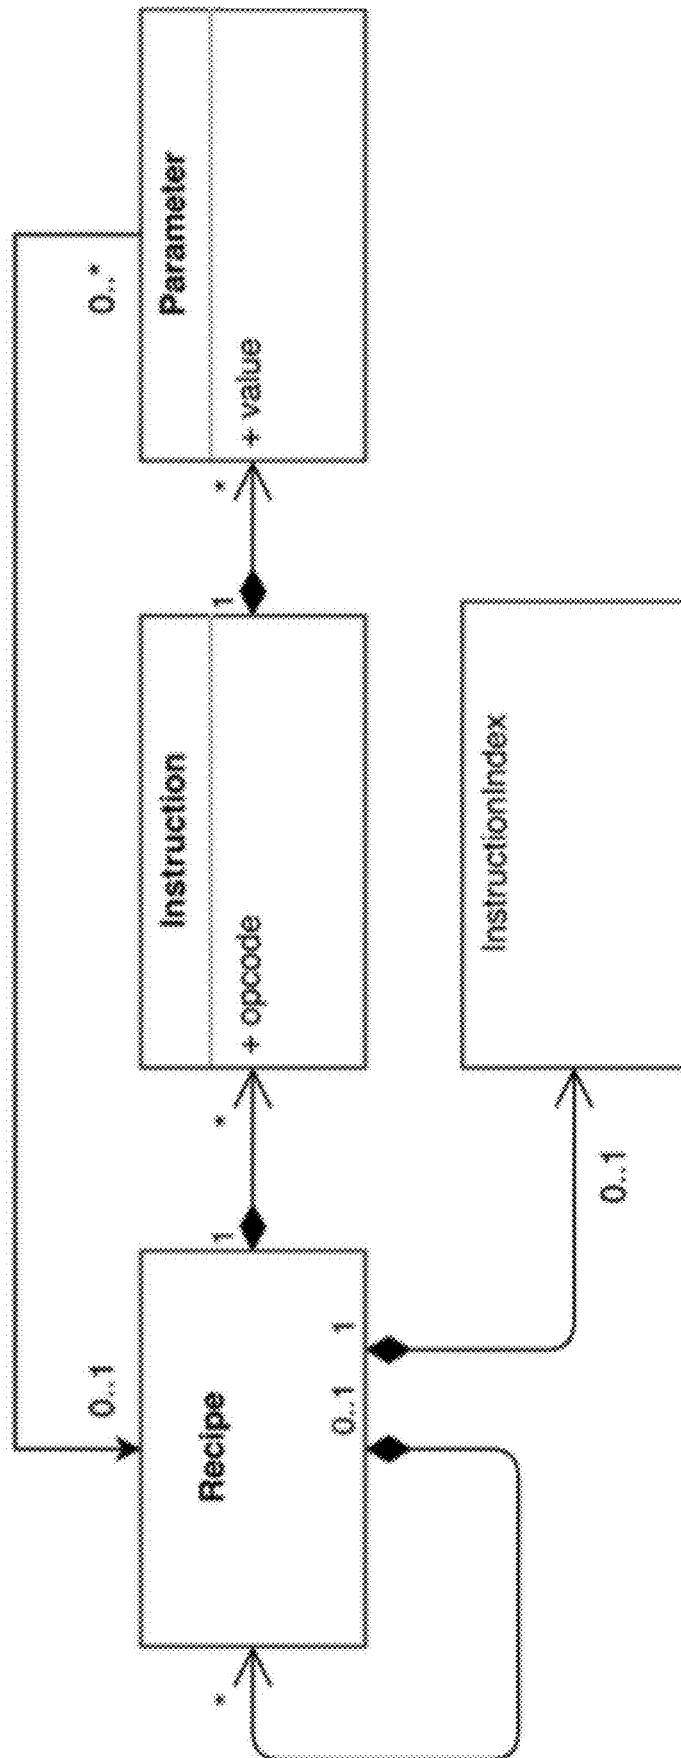 0..1
0..*
Recipe
1
*
Instruction
+ opcode
1
*
Parameter
+ value
*
0..1
1
0..1
InstructionIndex